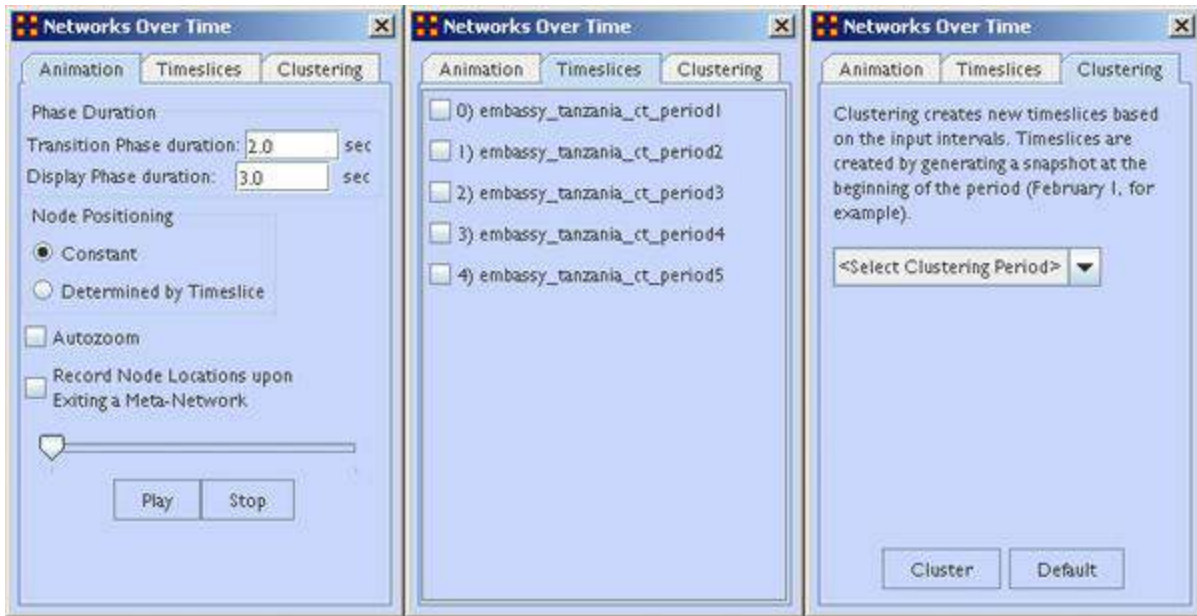 Networks Over Time
Animation Timeslices Clustering
Phase Duration
Transition Phase duration: 2.0 sec
Display Phase duration: 3.0 sec
Node Positioning
Constant
Determined by Timeslice
Autozoom
Record Node Locations upon
Exiting a Meta-Network
Play Stop
Networks Over Time
Animation Timeslices Clustering
0) embassy_tanzania_ct_period1
1) embassy_tanzania_ct_period2
2) embassy_tanzania_ct_period3
3) embassy_tanzania_ct_period4
4) embassy_tanzania_ct_period5
Networks Over Time
Animation Timeslices Clustering
Clustering creates new timeslices based
on the input intervals. Timeslices are
created by generating a snapshot at the
beginning of the period (February 1, for
example).
<Select Clustering Period>
Cluster Default